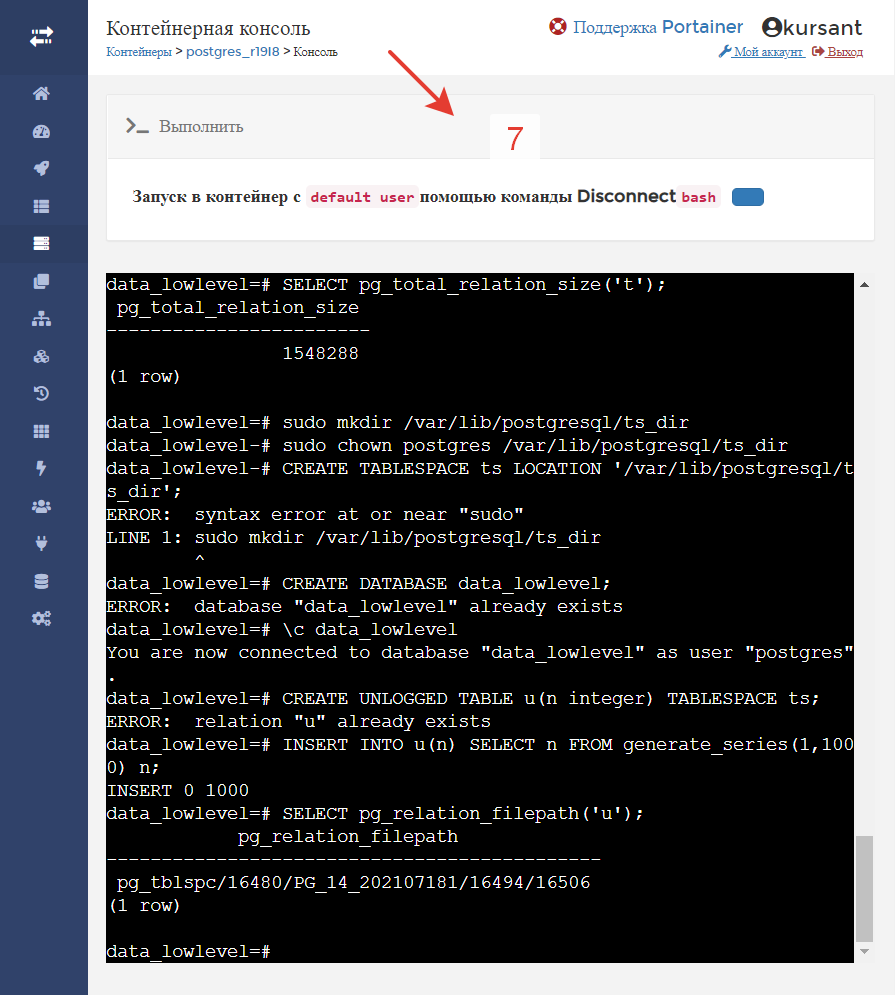 Контейнерная консоль
Поддержка Portainer
kursant
Контейнеры > postgres_r19l8 > Консоль
Мой аккаунт
Выход
>_ Выполнить
7
Запуск в контейнер с default user помощью команды Disconnect bash
data_lowlevel=# SELECT pg_total_relation_size('t');
pg_total_relation_size
------------------------
1548288
(1 row)
data_lowlevel=# sudo mkdir /var/lib/postgresql/ts_dir
data_lowlevel-# sudo chown postgres /var/lib/postgresql/ts_dir
data_lowlevel-# CREATE TABLESPACE ts LOCATION '/var/lib/postgresql/t
s_dir';
ERROR:  syntax error at or near "sudo"
LINE 1: sudo mkdir /var/lib/postgresql/ts_dir
^
data_lowlevel=# CREATE DATABASE data_lowlevel;
ERROR:  database "data_lowlevel" already exists
data_lowlevel=# \c data_lowlevel
You are now connected to database "data_lowlevel" as user "postgres"
.
data_lowlevel=# CREATE UNLOGGED TABLE u(n integer) TABLESPACE ts;
ERROR:  relation "u" already exists
data_lowlevel=# INSERT INTO u(n) SELECT n FROM generate_series(1,100
0) n;
INSERT 0 1000
data_lowlevel=# SELECT pg_relation_filepath('u');
pg_relation_filepath
---------------------------------------------
pg_tblspc/16480/PG_14_202107181/16494/16506
(1 row)
data_lowlevel=#